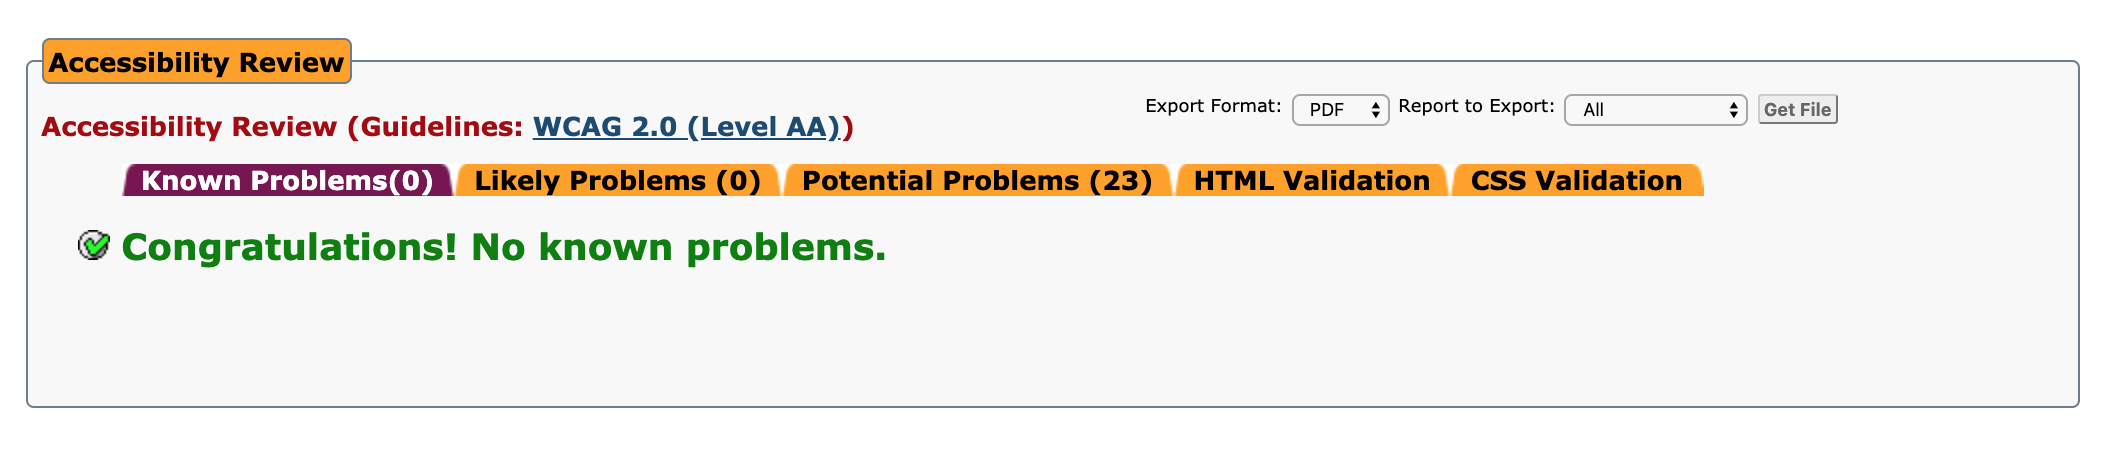 Accessibility Review
Export Format: PDF Report to Export: All Get File
Accessibility Review (Guidelines: WCAG 2.0 (Level AA))
Known Problems(0) Likely Problems (0) Potential Problems (23) HTML Validation CSS Validation
Congratulations! No known problems.